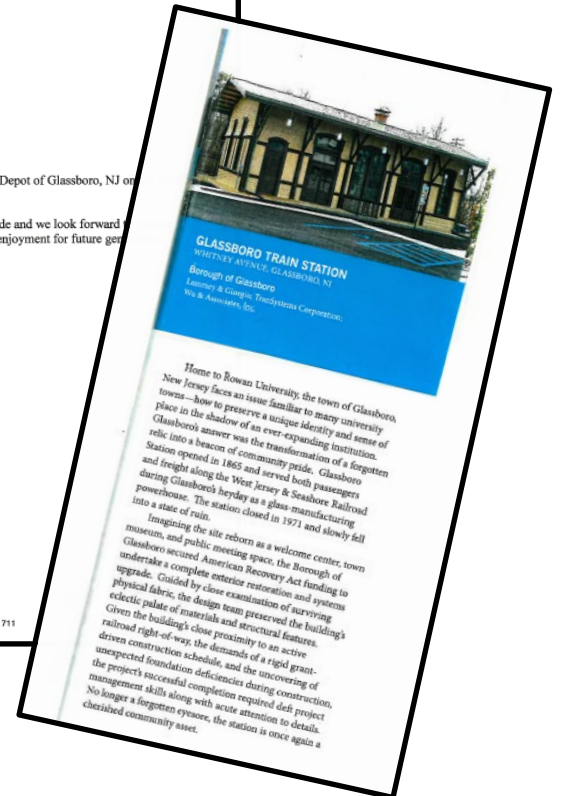 Depot of Glassboro, NJ on
de and we look forward
enjoyment for future gen
711
GLASSBORO TRAIN STATION
WHITNEY AVENUE, GLASSBORO, NJ
Borough of Glassboro
Lammey & Giorgio, TranSystems Corporation,
Wu & Associates, Inc.
Home to Rowan University, the town of Glassboro,
New Jersey faces an issue familiar to many university
towns—how to preserve a unique identity and sense of
place in the shadow of an ever-expanding institution.
Glassboro's answer was the transformation of a forgotten
relic into a beacon of community pride. Glassboro
Station opened in 1865 and served both passengers
and freight along the West Jersey & Seashore Railroad
during Glassboro's heyday as a glass-manufacturing
powerhouse. The station closed in 1971 and slowly fell
into a state of ruin.
Imagining the site reborn as a welcome center, town
museum, and public meeting space, the Borough of
Glassboro secured American Recovery Act funding to
undertake a complete exterior restoration and systems
upgrade. Guided by close examination of surviving
physical fabric, the design team preserved the building's
eclectic palate of materials and structural features.
Given the building's close proximity to an active
railroad right-of-way, the demands of a rigid grant-
driven construction schedule, and the uncovering of
unexpected foundation deficiencies during construction,
the project's successful completion required deft project
management skills along with acute attention to details.
No longer a forgotten eyesore, the station is once again a
cherished community asset.